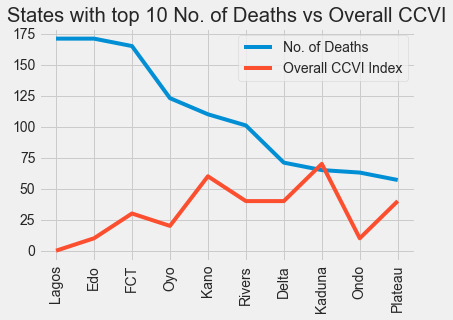 States with top 10 No. of Deaths vs Overall CCVI
175
150
125
100
75
50
25
0
No. of Deaths
Overall CCVI Index
Lagos
Edo
FCT
Oyo
Kano
Rivers
Delta
Kaduna
Ondo
Plateau